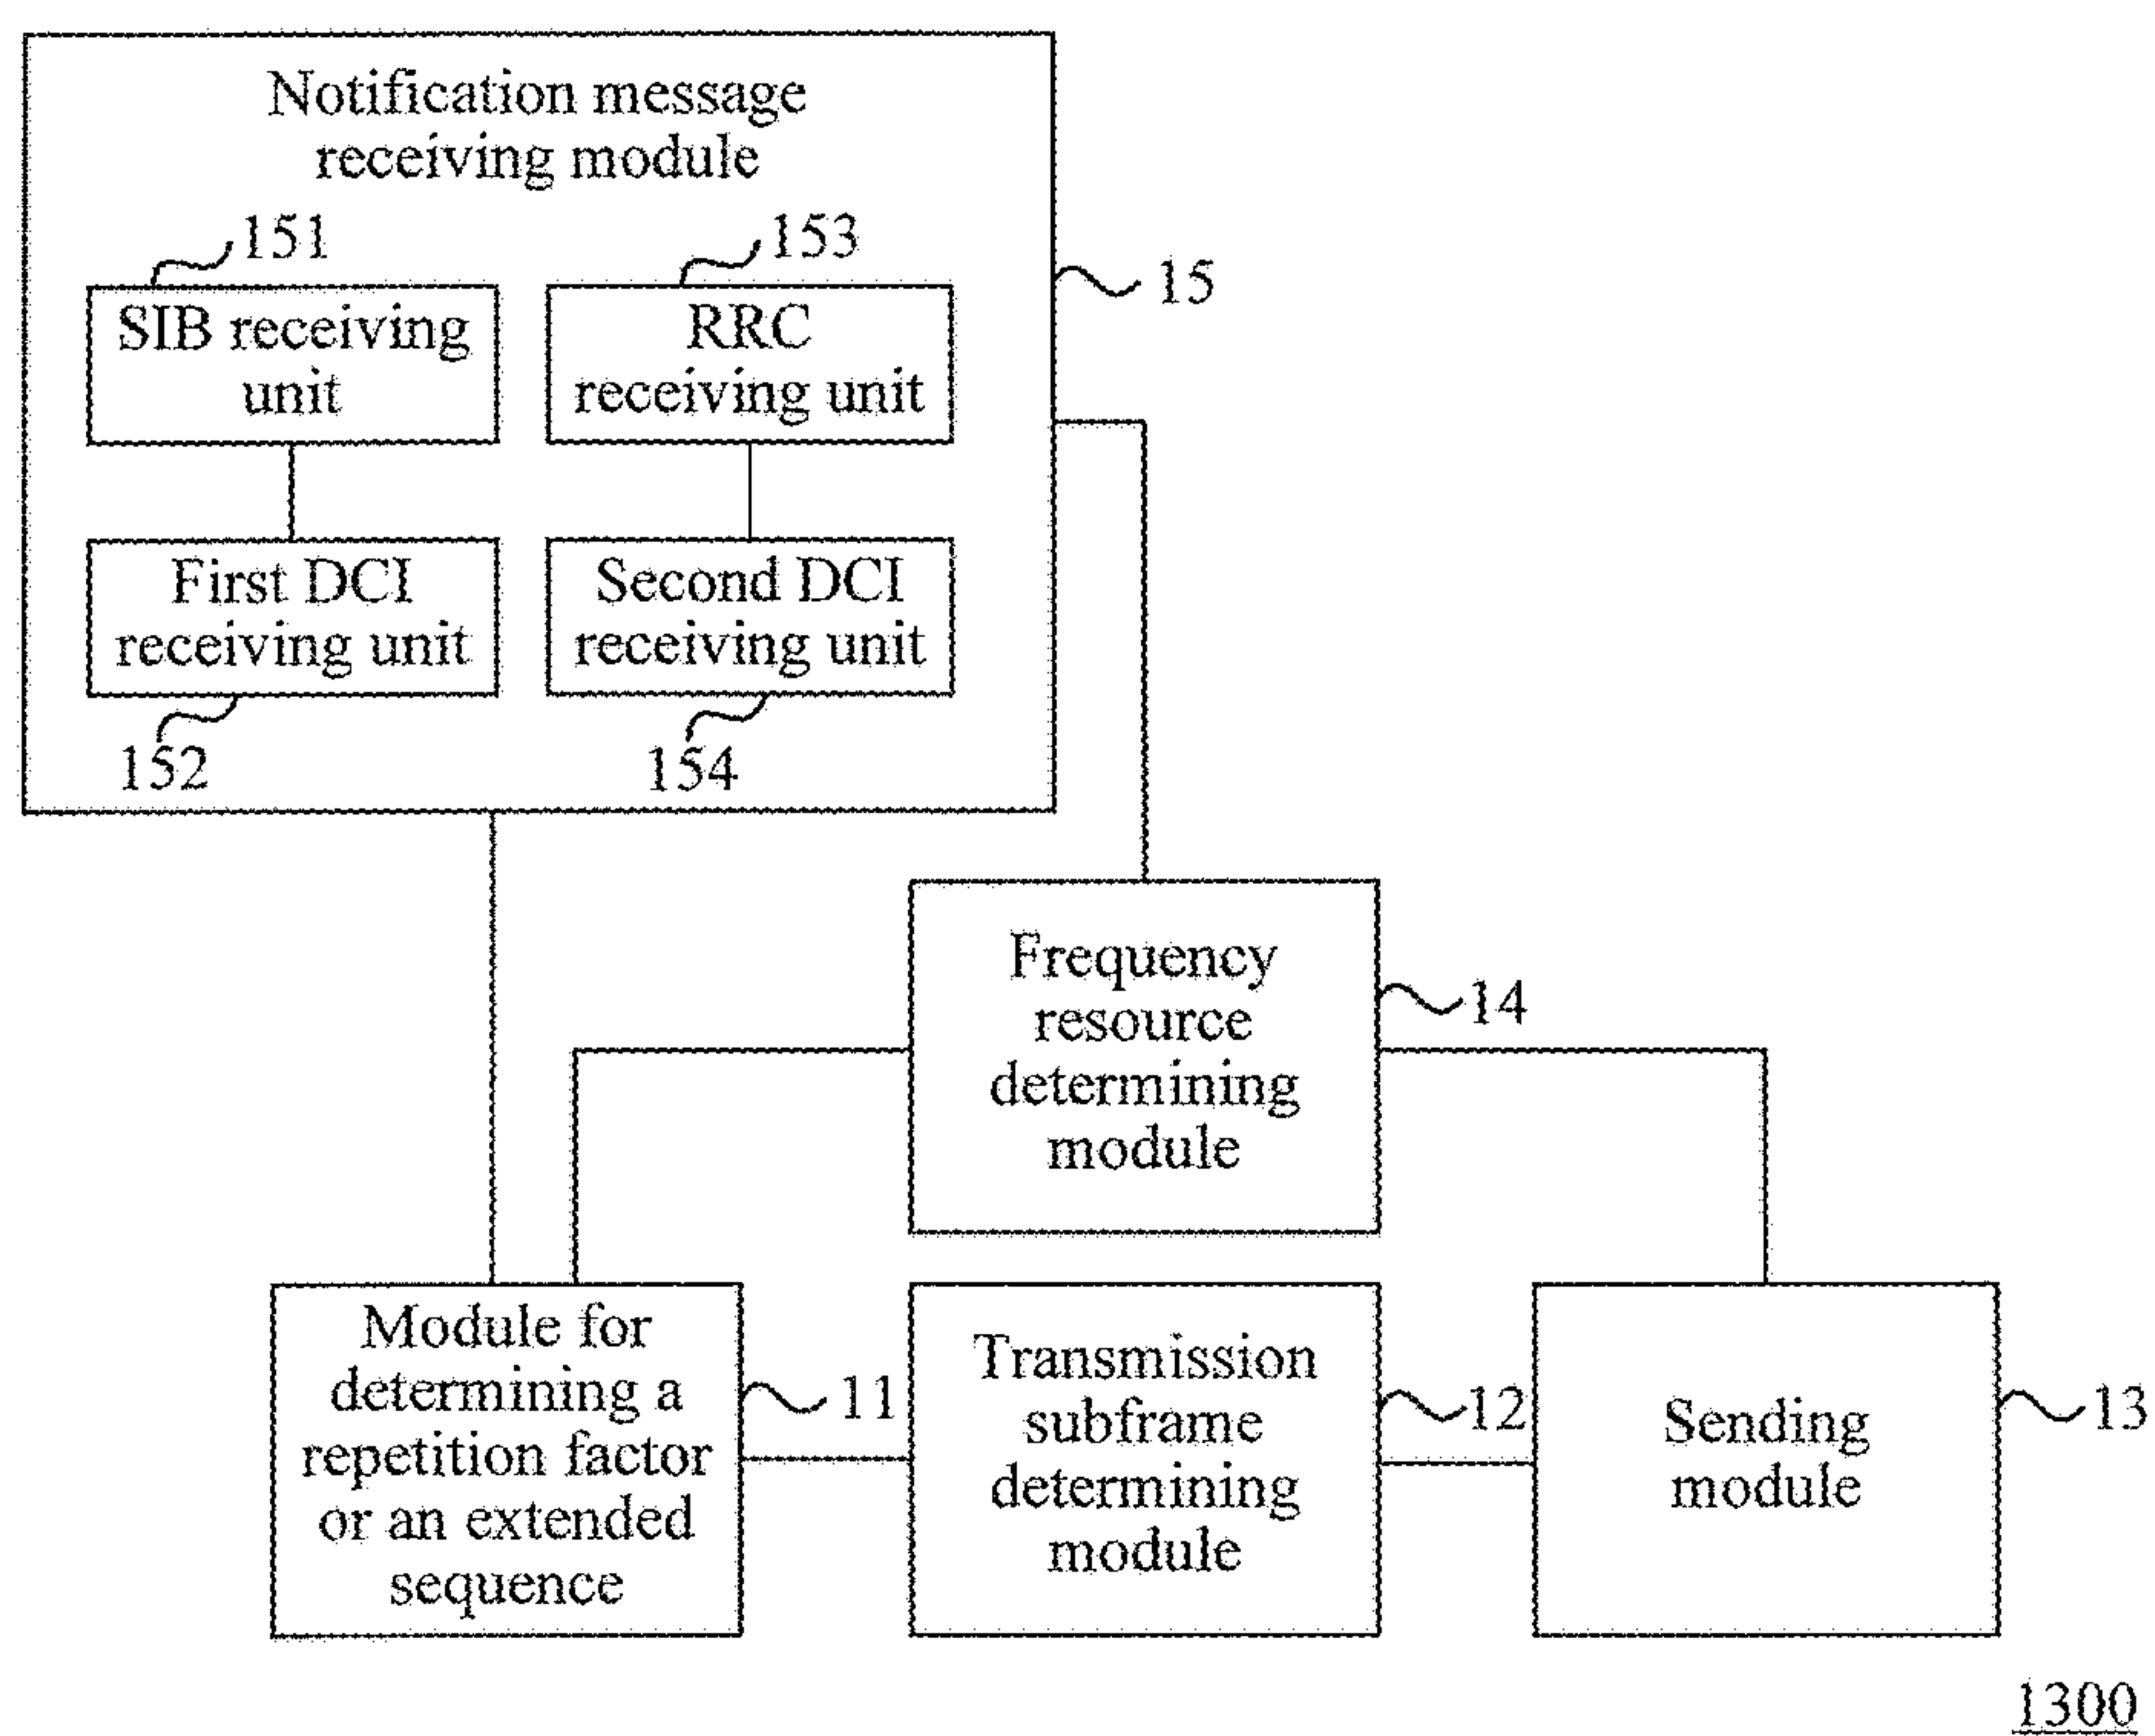 Notification message
receiving module
151
153
15
SIB receiving
unit
RRC
receiving unit
First DCI
receiving unit
Second DCI
receiving unit
152
154
Frequency
resource
determining
module
14
Module for
determining a
repetition factor
or an extended
sequence
11
Transmission
subframe
determining
module
12
Sending
module
13
1300